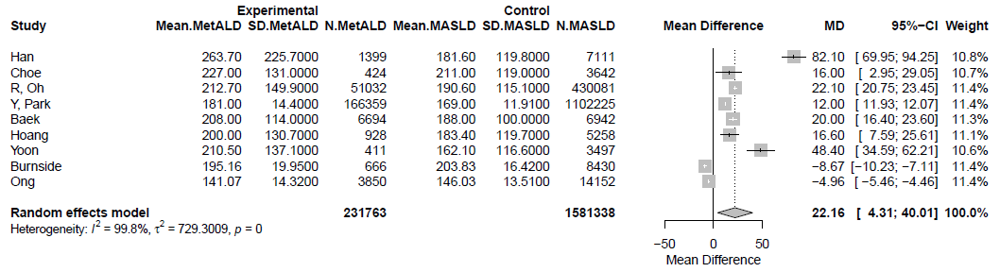 Experimental Control
Study Mean.MetALD SD.MetALD N.MetALD Mean.MASLD SD.MASLD N.MASLD Mean Difference MD 95%−CI Weight
Han 263.70 225.7000 1399 181.60 119.8000 7111 82.10 [ 69.95; 94.25] 10.8%
Choe 227.00 131.0000 424 211.00 119.0000 3642 16.00 [ 2.95; 29.05] 10.7%
R, Oh 212.70 149.9000 51032 190.60 115.1000 430081 22.10 [ 20.75; 23.45] 11.4%
Y, Park 181.00 14.4000 166359 169.00 11.9100 1102225 12.00 [ 11.93; 12.07] 11.4%
Baek 208.00 114.0000 6694 188.00 100.0000 6942 20.00 [ 16.40; 23.60] 11.3%
Hoang 200.00 130.7000 928 183.40 119.7000 5258 16.60 [ 7.59; 25.61] 11.1%
Yoon 210.50 137.1000 411 162.10 116.6000 3497 48.40 [ 34.59; 62.21] 10.6%
Burnside 195.16 19.9500 666 203.83 16.4200 8430 −8.67 [−10.23; −7.11] 11.4%
Ong 141.07 14.3200 3850 146.03 13.5100 14152 −4.96 [ −5.46; −4.46] 11.4%
Random effects model 231763 1581338 22.16 [ 4.31; 40.01] 100.0%
Heterogeneity: I² = 99.8%, τ² = 729.3009, p = 0
−50 0 50
Mean Difference